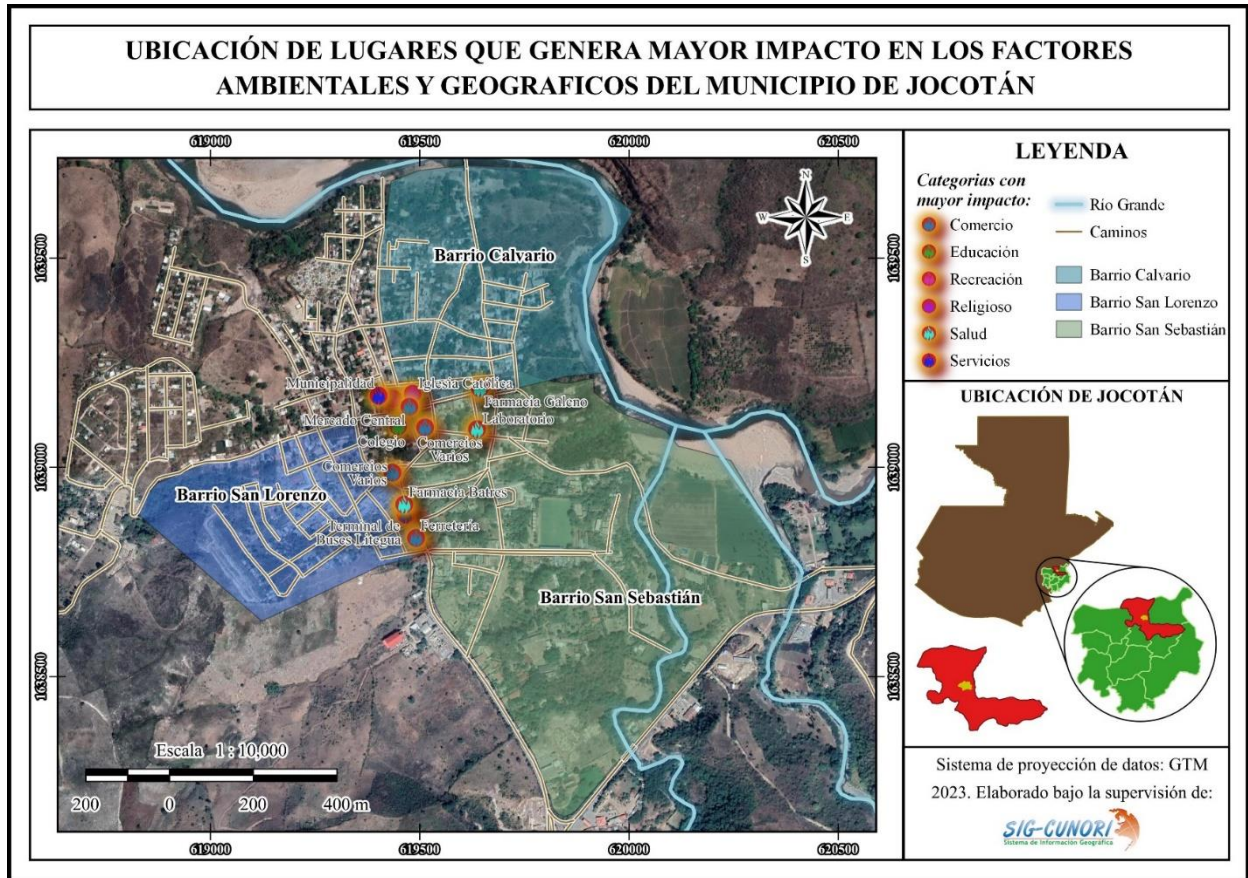 UBICACIÓN DE LUGARES QUE GENERA MAYOR IMPACTO EN LOS FACTORES
AMBIENTALES Y GEOGRAFICOS DEL MUNICIPIO DE JOCOTÁN
619000
619500
620000
620500
1639500
1639000
1638500
1639500
1639000
1638500
N
W
E
S
Barrio Calvario
Municipalidad
Iglesia Católica
Farmacia Galeno
Mercado Central
Laboratorio
Colegio
Comercios
Varios
Comercios
Varios
Barrio San Lorenzo
Farmacia Batres
Terminal de
Buses Litegua
Ferretería
Barrio San Sebastián
Escala 1 : 10,000
200
0
200
400 m
619000
619500
620000
620500
LEYENDA
Categorias con
mayor impacto:
Comercio
Educación
Recreación
Religioso
Salud
Servicios
Río Grande
Caminos
Barrio Calvario
Barrio San Lorenzo
Barrio San Sebastián
UBICACIÓN DE JOCOTÁN
Sistema de proyección de datos: GTM
2023. Elaborado bajo la supervisión de:
SIG-CUNORI
Sistema de Información Geográfica